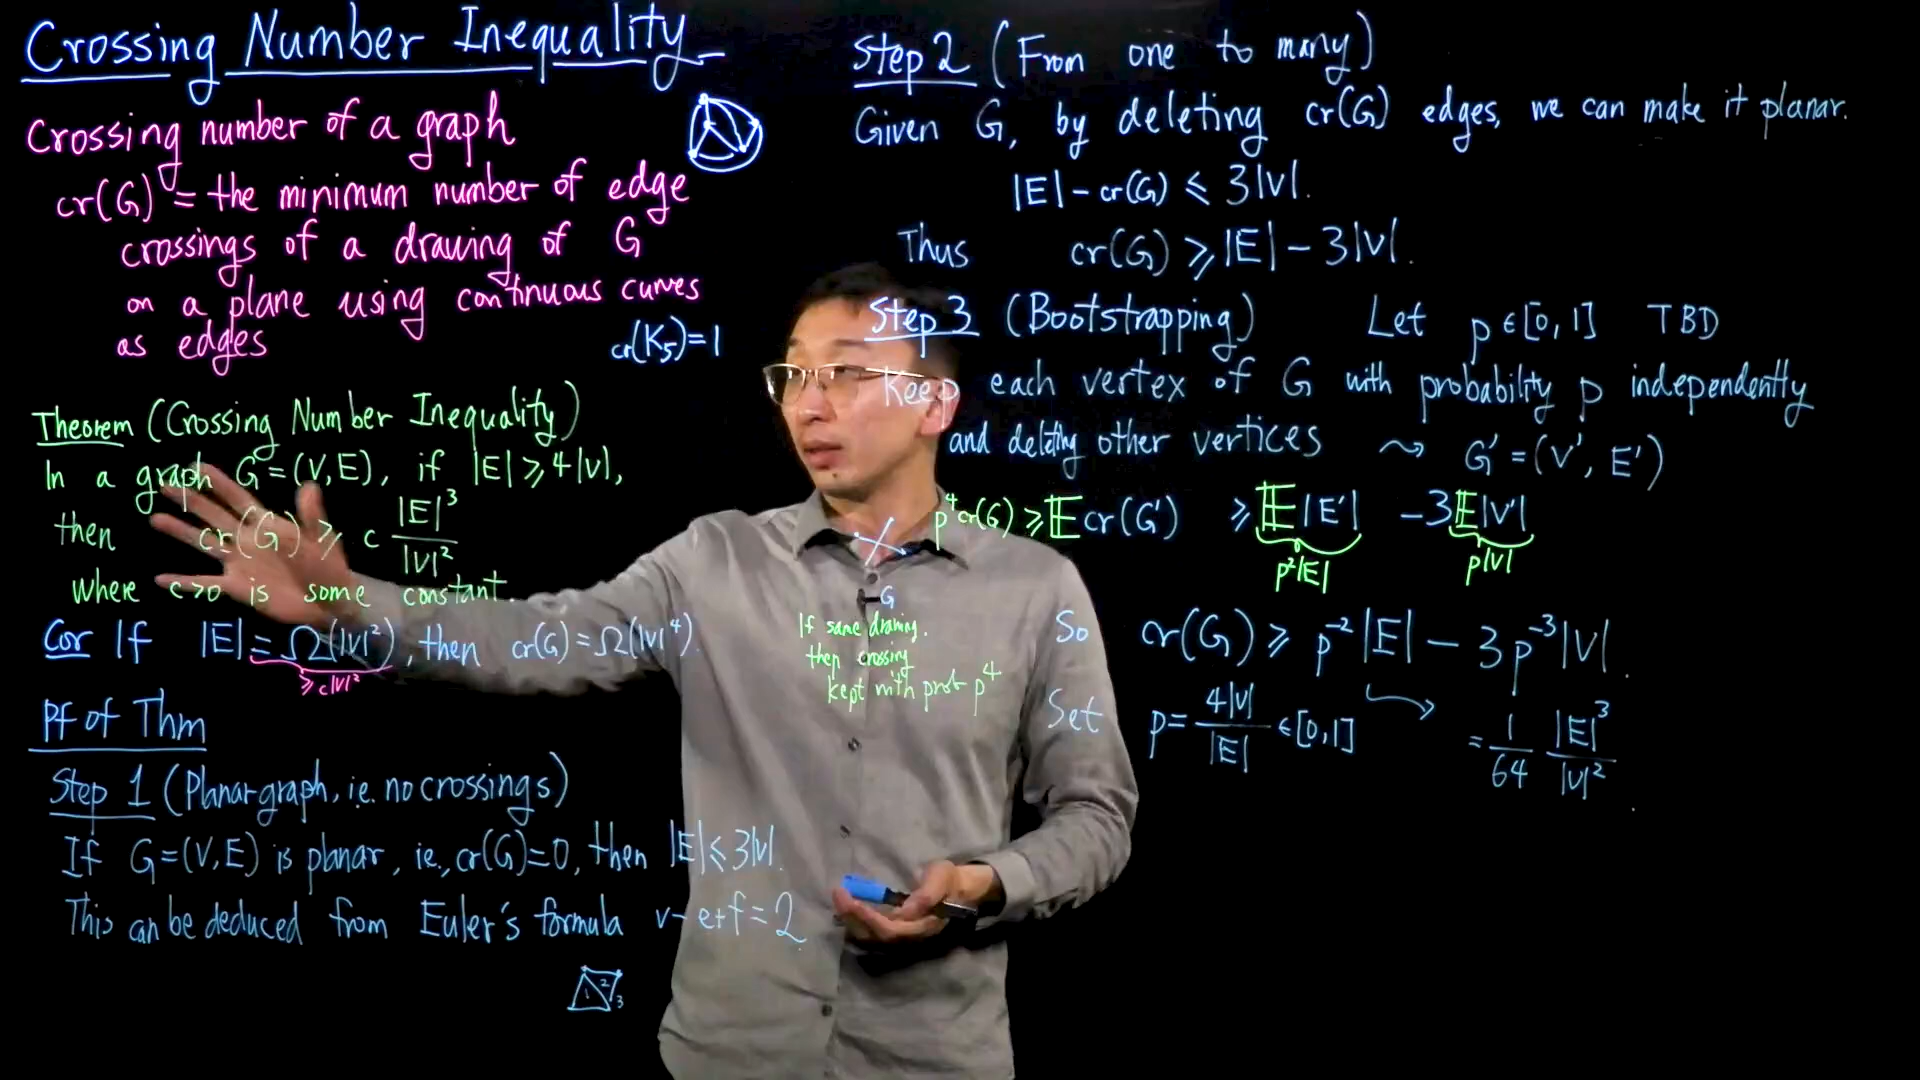 Crossing Number Inequality
Crossing number of a graph
cr(G) = the minimum number of edge
crossings of a drawing of G
on a plane using continuous curves
as edges
cr(K₅)=1
Theorem (Crossing Number Inequality)
In a graph G=(V,E), if |E| ⩾ 4|V|,
then cr(G) ⩾ c |E|³/|V|²
Where c>0 is some constant.
Cor If |E| = Ω(|V|²), then cr(G)=Ω(|V|⁴).
⩾ c|V|²
Pf of Thm
Step 1 (Planar graph, i.e. no crossings)
If G=(V,E) is planar, i.e., cr(G)=0, then |E| ⩽ 3|V|.
This can be deduced from Euler's formula v-e+f=2
1 2 3
Step 2 (From one to many)
Given G, by deleting cr(G) edges, we can make it planar.
|E| - cr(G) ⩽ 3|V|.
Thus cr(G) ⩾ |E| - 3|V|.
Step 3 (Bootstrapping) Let p ∈ [0,1] TBD
Keep each vertex of G with probability p independently
and deleting other vertices ⤳ G' = (V', E')
p⁴cr(G) ⩾ 𝔼cr(G') ⩾ 𝔼|E'| - 3𝔼|V'|
p²|E| p|V|
G
If same drawing.
then crossing
kept with prob p⁴
So cr(G) ⩾ p⁻²|E| - 3p⁻³|V|.
Set p = 4|V|/|E| ∈ [0,1] → = 1/64 |E|³/|V|².